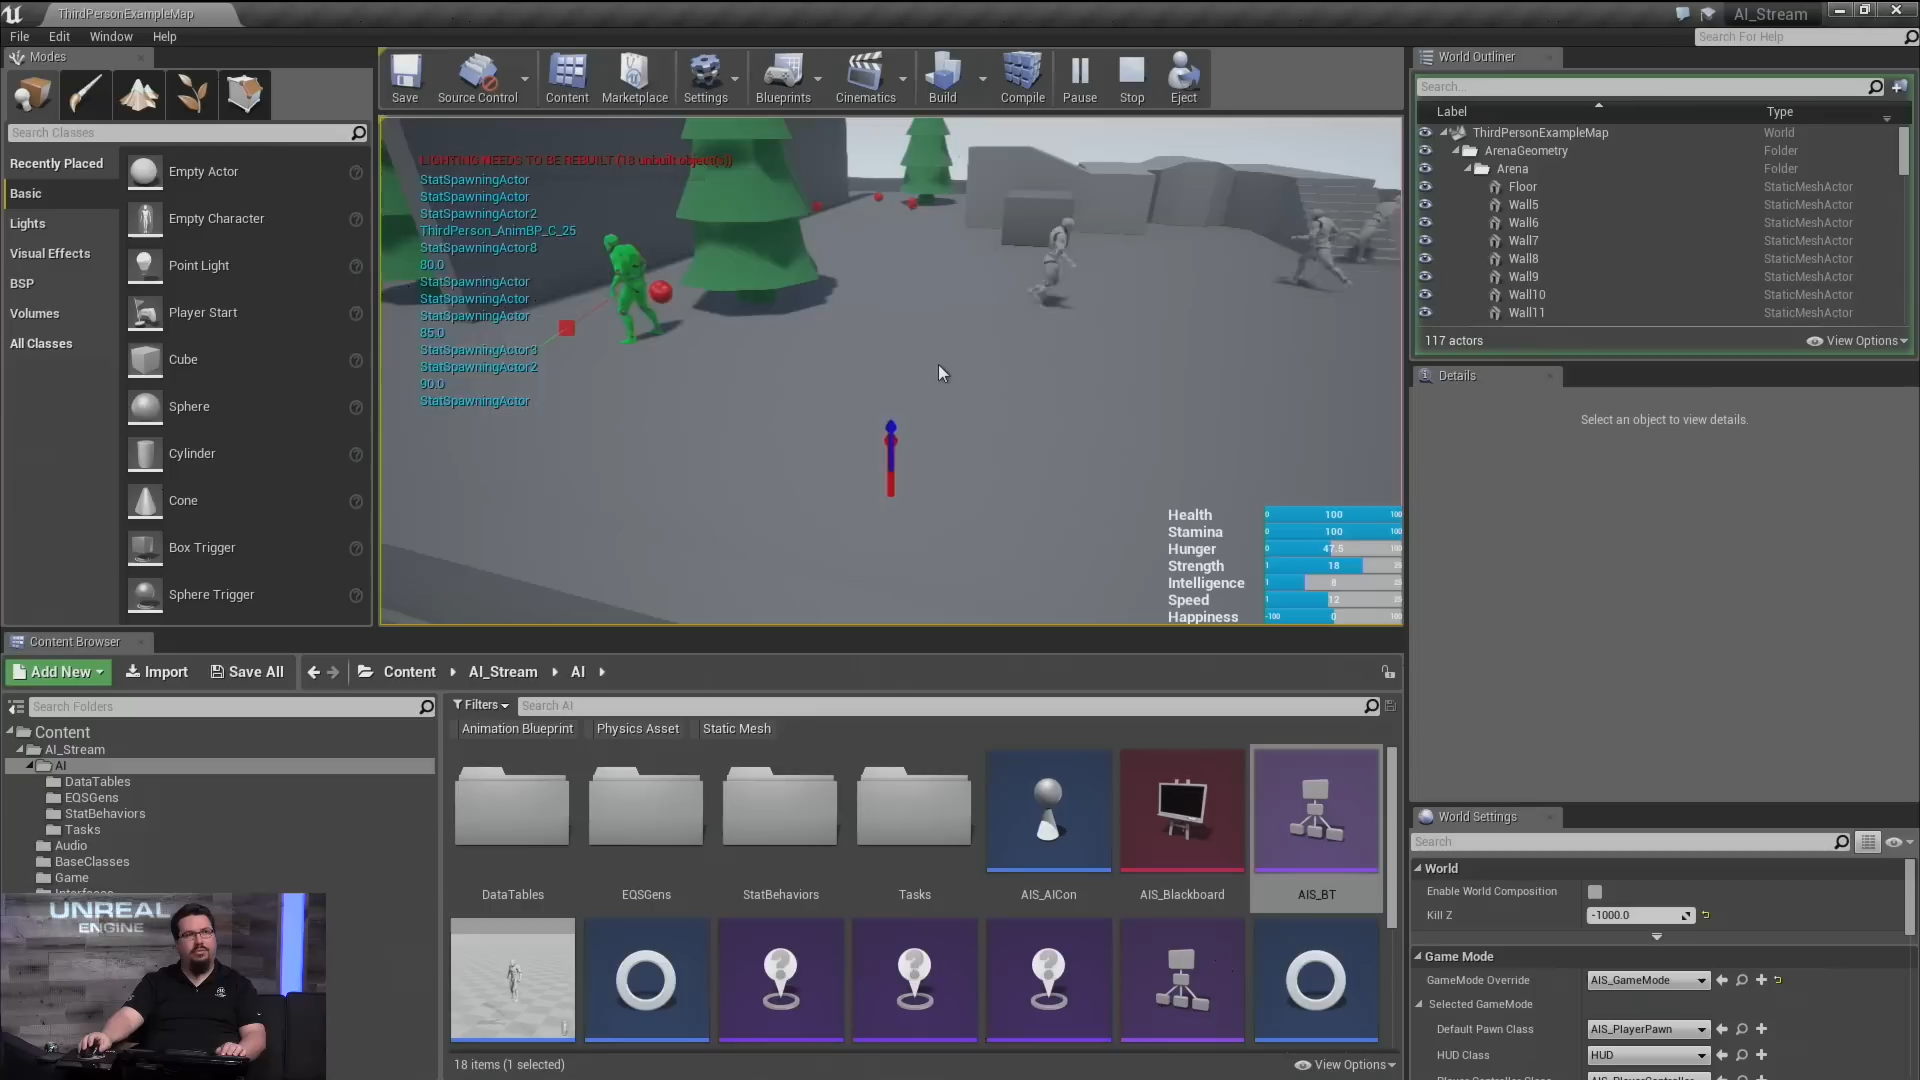 ThirdPersonExampleMap
AI_Stream
File Edit Window Help
Search For Help
Modes
Search Classes
Recently Placed
Basic
Lights
Visual Effects
BSP
Volumes
All Classes
Empty Actor
Empty Character
Point Light
Player Start
Cube
Sphere
Cylinder
Cone
Box Trigger
Sphere Trigger
Save
Source Control
Content
Marketplace
Settings
Blueprints
Cinematics
Build
Compile
Pause
Stop
Eject
LIGHTING NEEDS TO BE REBUILT (18 unbuilt object(s))
StatSpawningActor
StatSpawningActor
StatSpawningActor2
ThirdPerson_AnimBP_C_25
StatSpawningActor8
80.0
StatSpawningActor
StatSpawningActor
StatSpawningActor
85.0
StatSpawningActor3
StatSpawningActor2
90.0
StatSpawningActor
Health 0 100 100
Stamina 0 100 100
Hunger 0 47.5 100
Strength 1 18 25
Intelligence 1 8 25
Speed 1 12 25
Happiness -100 0 100
World Outliner
Search...
Label Type
ThirdPersonExampleMap World
ArenaGeometry Folder
Arena Folder
Floor StaticMeshActor
Wall5 StaticMeshActor
Wall6 StaticMeshActor
Wall7 StaticMeshActor
Wall8 StaticMeshActor
Wall9 StaticMeshActor
Wall10 StaticMeshActor
Wall11 StaticMeshActor
117 actors View Options
Details
Select an object to view details.
World Settings
Search
World
Enable World Composition
Kill Z -1000.0
Game Mode
GameMode Override AIS_GameMode
Selected GameMode
Default Pawn Class AIS_PlayerPawn
HUD Class HUD
Content Browser
Add New Import Save All Content AI_Stream AI
Search Folders
Content
AI_Stream
AI
DataTables
EQSGens
StatBehaviors
Tasks
Audio
BaseClasses
Game
Filters Search AI
Animation Blueprint Physics Asset Static Mesh
DataTables EQSGens StatBehaviors Tasks AIS_AICon AIS_Blackboard AIS_BT
18 items (1 selected) View Options
UNREAL
ENGINE